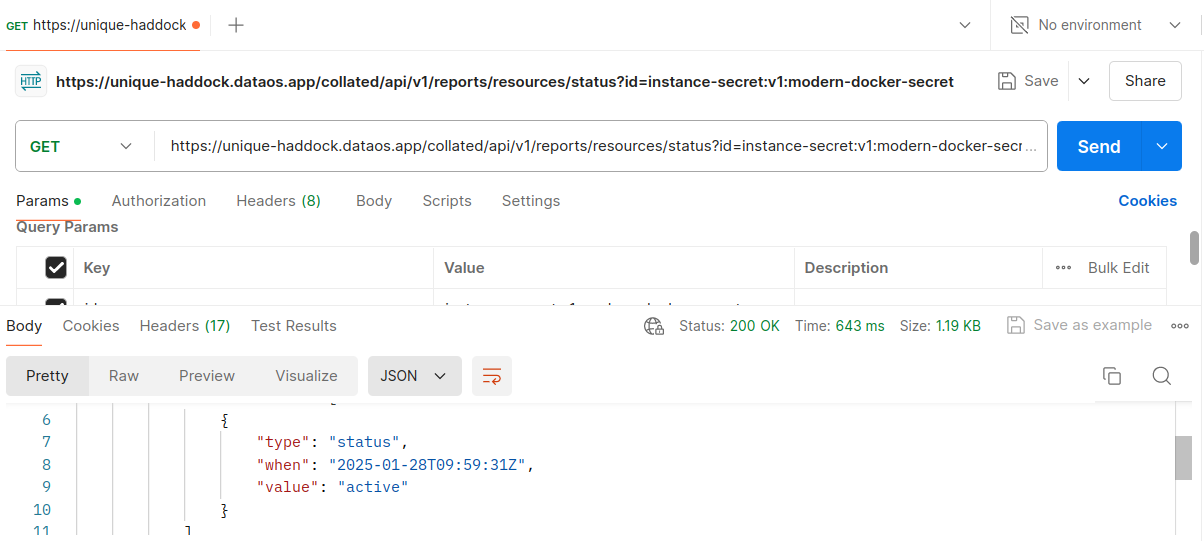 GET https://unique-haddock
No environment
HTTP https://unique-haddock.dataos.app/collated/api/v1/reports/resources/status?id=instance-secret:v1:modern-docker-secret Save Share
GET https://unique-haddock.dataos.app/collated/api/v1/reports/resources/status?id=instance-secret:v1:modern-docker-secr... Send
Params Authorization Headers (8) Body Scripts Settings Cookies
Query Params
Key Value Description Bulk Edit
Body Cookies Headers (17) Test Results Status: 200 OK Time: 643 ms Size: 1.19 KB Save as example
Pretty Raw Preview Visualize JSON
6 {
7 "type": "status",
8 "when": "2025-01-28T09:59:31Z",
9 "value": "active"
10 }
11 ]